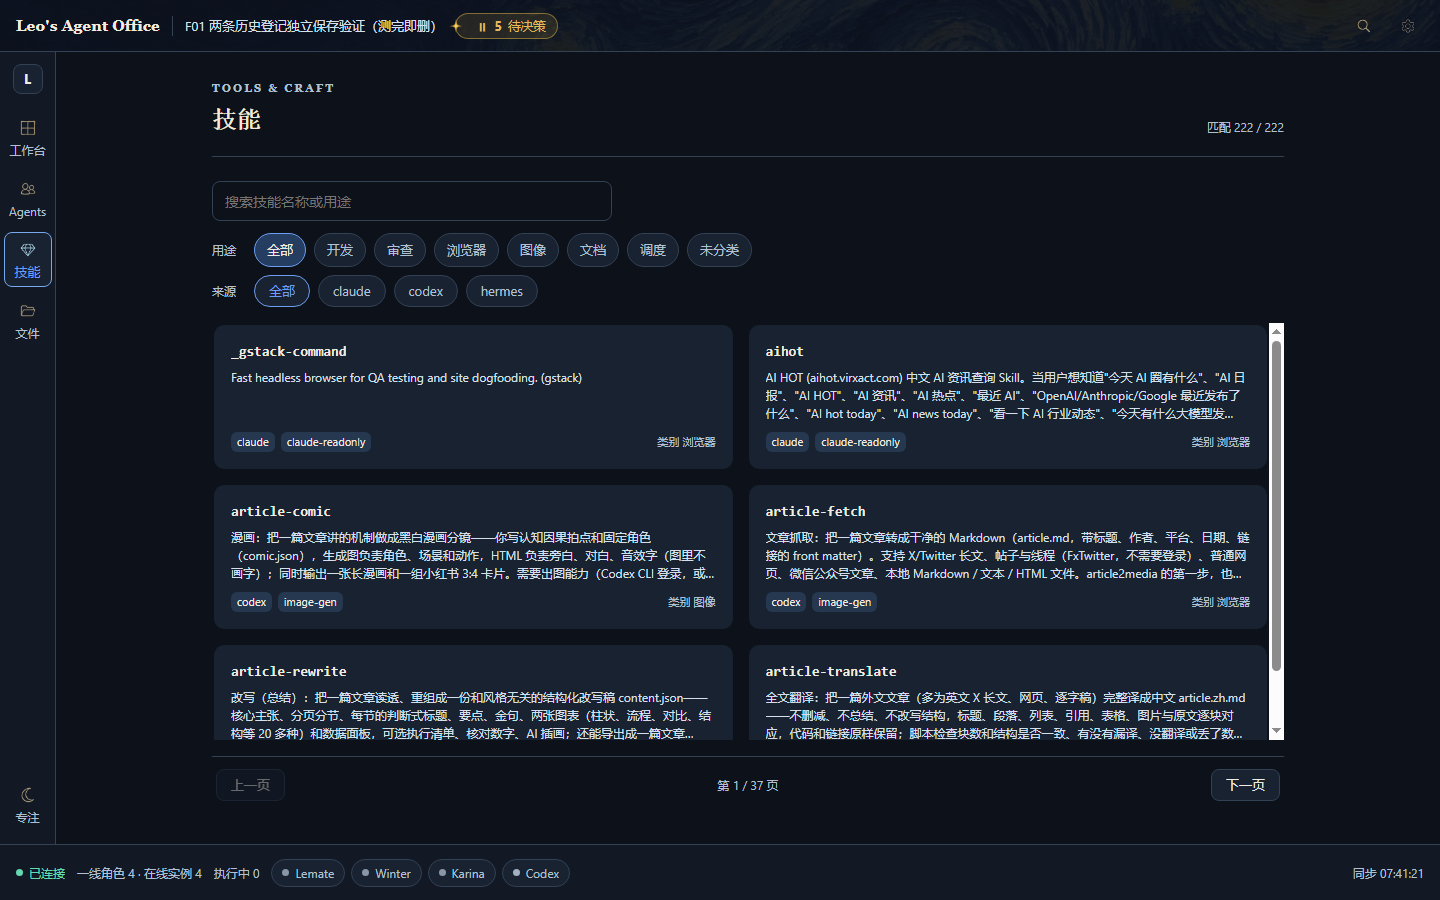 Leo's Agent Office
F01 两条历史登记独立保存验证（测完即删）
5 待决策
L
工作台
Agents
技能
文件
专注
TOOLS & CRAFT
技能
匹配 222 / 222
搜索技能名称或用途
用途 全部 开发 审查 浏览器 图像 文档 调度 未分类
来源 全部 claude codex hermes
_gstack-command
Fast headless browser for QA testing and site dogfooding. (gstack)
claude claude-readonly 类别 浏览器
aihot
AI HOT (aihot.virxact.com) 中文 AI 资讯查询 Skill。当用户想知道"今天 AI 圈有什么"、"AI 日
报"、"AI HOT"、"AI 资讯"、"AI 热点"、"最近 AI"、"OpenAI/Anthropic/Google 最近发布了
什么"、"AI hot today"、"AI news today"、"看一下 AI 行业动态"、"今天有什么大模型发...
claude claude-readonly 类别 浏览器
article-comic
漫画：把一篇文章讲的机制做成黑白漫画分镜——你写认知因果拍点和固定角色
（comic.json），生成图负责角色、场景和动作，HTML 负责旁白、对白、音效字（图里不
画字）；同时输出一张长漫画和一组小红书 3:4 卡片。需要出图能力（Codex CLI 登录，或...
codex image-gen 类别 图像
article-fetch
文章抓取：把一篇文章转成干净的 Markdown（article.md，带标题、作者、平台、日期、链
接的 front matter）。支持 X/Twitter 长文、帖子与线程（FxTwitter，不需要登录）、普通网
页、微信公众号文章、本地 Markdown / 文本 / HTML 文件。article2media 的第一步，也...
codex image-gen 类别 浏览器
article-rewrite
改写（总结）：把一篇文章读透、重组成一份和风格无关的结构化改写稿 content.json——
核心主张、分页分节、每节的判断式标题、要点、金句、两张图表（柱状、流程、对比、结
构等 20 多种）和数据面板，可选执行清单、核对数字、AI 插画；还能导出成一篇文章...
article-translate
全文翻译：把一篇外文文章（多为英文 X 长文、网页、逐字稿）完整译成中文 article.zh.md
——不删减、不总结、不改写结构，标题、段落、列表、引用、表格、图片与原文逐块对
应，代码和链接原样保留；脚本检查块数和结构是否一致、有没有漏译、没翻译或丢了数...
上一页
第 1 / 37 页
下一页
已连接 一线角色 4 · 在线实例 4 执行中 0 Lemate Winter Karina Codex
同步 07:41:21